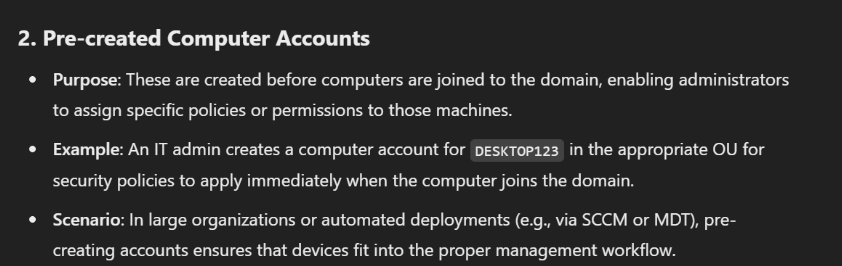 2. Pre-created Computer Accounts
• Purpose: These are created before computers are joined to the domain, enabling administrators
to assign specific policies or permissions to those machines.
• Example: An IT admin creates a computer account for DESKTOP123 in the appropriate OU for
security policies to apply immediately when the computer joins the domain.
• Scenario: In large organizations or automated deployments (e.g., via SCCM or MDT), pre-
creating accounts ensures that devices fit into the proper management workflow.